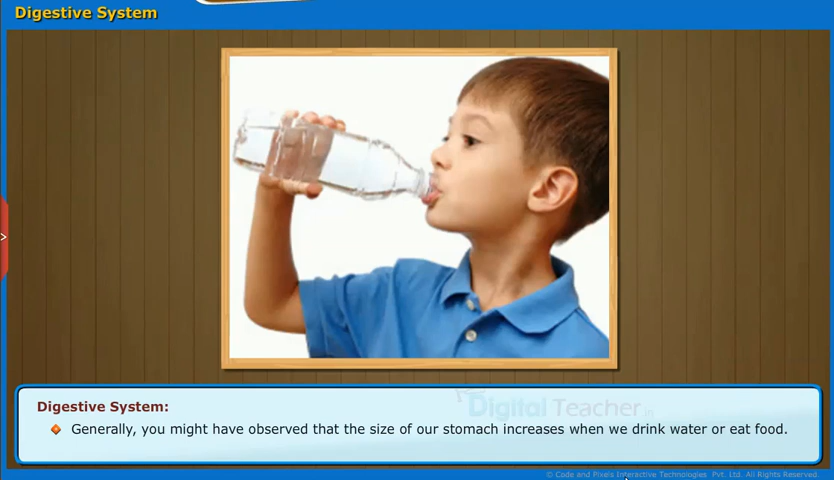 Digestive System
>
Digital Teacher.in
Digestive System:
Generally, you might have observed that the size of our stomach increases when we drink water or eat food.
© Code and Pixels Interactive Technologies Pvt. Ltd. All Rights Reserved.